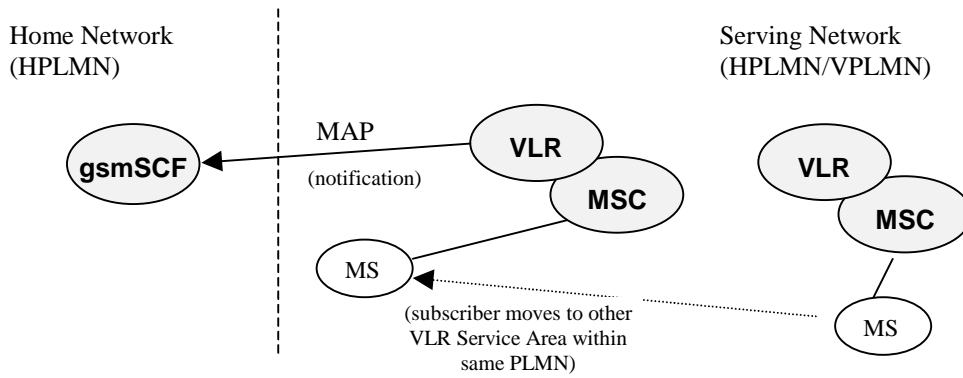 Home Network
(HPLMN)
Serving Network
(HPLMN/VPLMN)
MAP
(notification)
gsmSCF
VLR
MSC
VLR
MSC
MS
MS
(subscriber moves to other
VLR Service Area within
same PLMN)